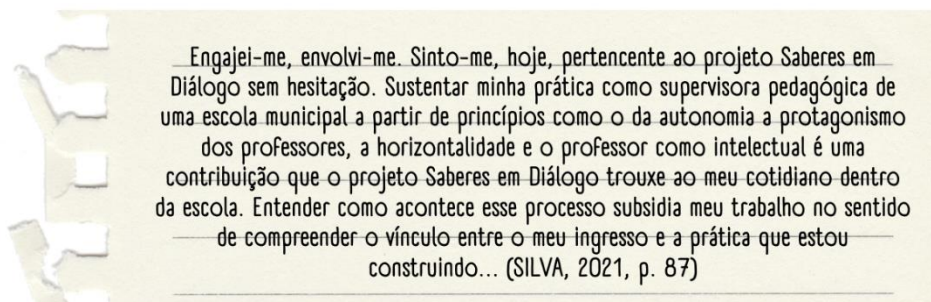 Engajei-me, envolvi-me. Sinto-me, hoje, pertencente ao projeto Saberes em
Diálogo sem hesitação. Sustentar minha prática como supervisora pedagógica de
uma escola municipal a partir de princípios como o da autonomia a protagonismo
dos professores, a horizontalidade e o professor como intelectual é uma
contribuição que o projeto Saberes em Diálogo trouxe ao meu cotidiano dentro
da escola. Entender como acontece esse processo subsidia meu trabalho no sentido
de compreender o vínculo entre o meu ingresso e a prática que estou
construindo... (SILVA, 2021, p. 87)